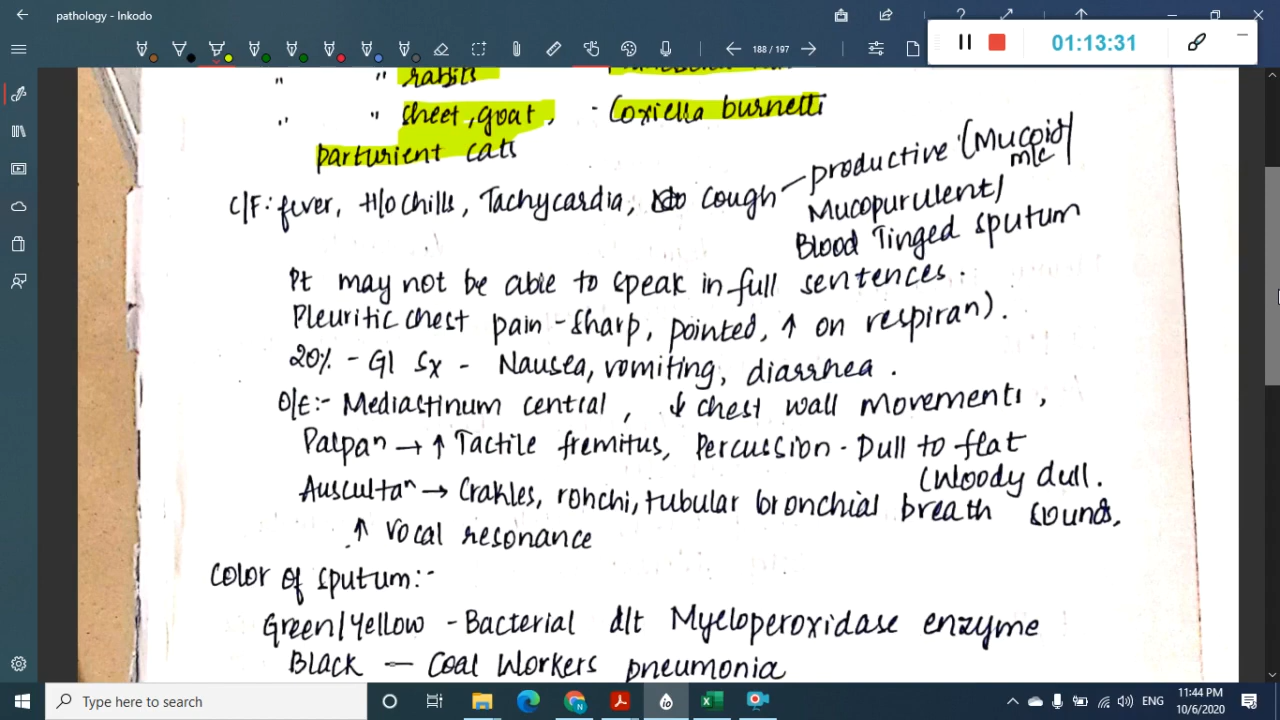 pathology - Inkodo
188 / 197
01:13:31
" " rabits
" " sheet, goat, - Coxiella burnetti
parturient cats
C/F: fever, H/o chills, Tachycardia, cough - productive (Mucoid/
m/c
Mucopurulent/
Blood Tinged sputum
Pt may not be able to speak in full sentences.
Pleuritic chest pain - sharp, pointed, ↑ on respiran).
20% - GI Sx - Nausea, vomiting, diarrhea.
O/E:- Mediastinum central, ↓ chest wall movements,
Palpan → ↑ Tactile fremitus, Percussion - Dull to flat
(Woody dull.
Auscultan → Crakles, ronchi, tubular bronchial breath sounds,
↑ vocal resonance
Color of sputum:-
Green/Yellow - Bacterial d/t Myeloperoxidase enzyme
Black - Coal Workers pneumonia
Type here to search
ENG
11:44 PM
10/6/2020